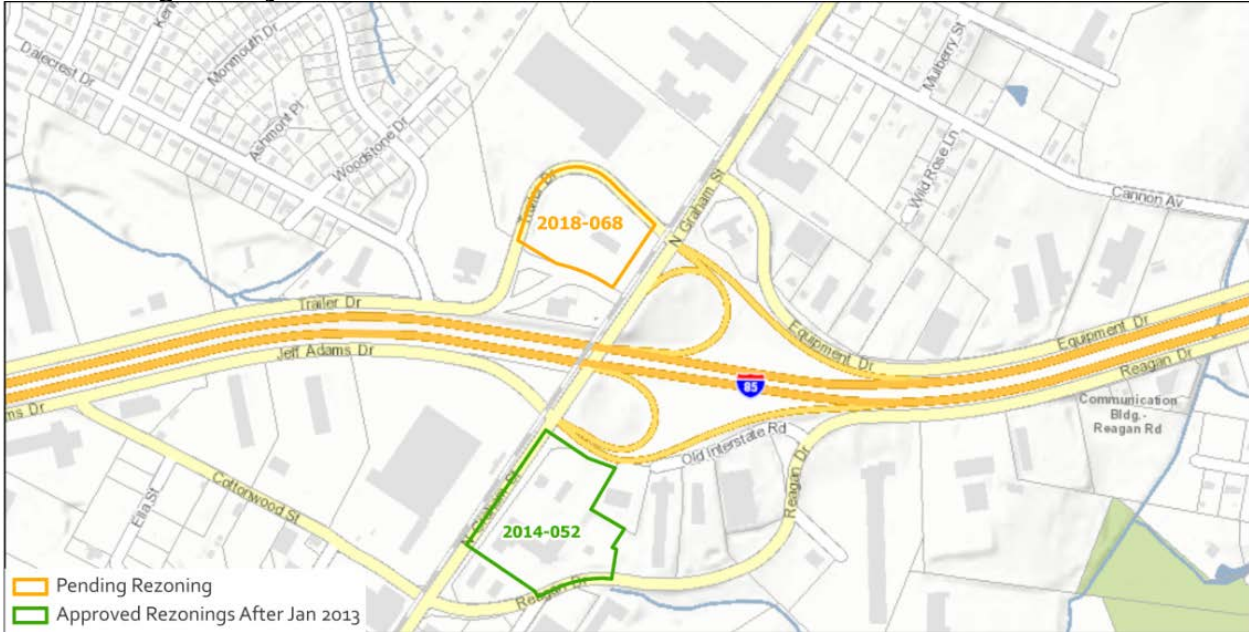 Ken
Dalecrest Dr
Monmouth Dr
Ashmont Pl
Woodstone Dr
Mulberry St
Wild Rose Ln
Cannon Av
Trailer Dr
2018-068
N Graham St
Trailer Dr
Jeff Adams Dr
Equipment Dr
Equipment Dr
Reagan Dr
85
Communication
Bldg.-
Reagan Rd
ms Dr
Old Interstate Rd
Cottonwood St
Ella St
N Graham St
2014-052
Reagan Dr
Reagan Dr
Pending Rezoning
Approved Rezonings After Jan 2013